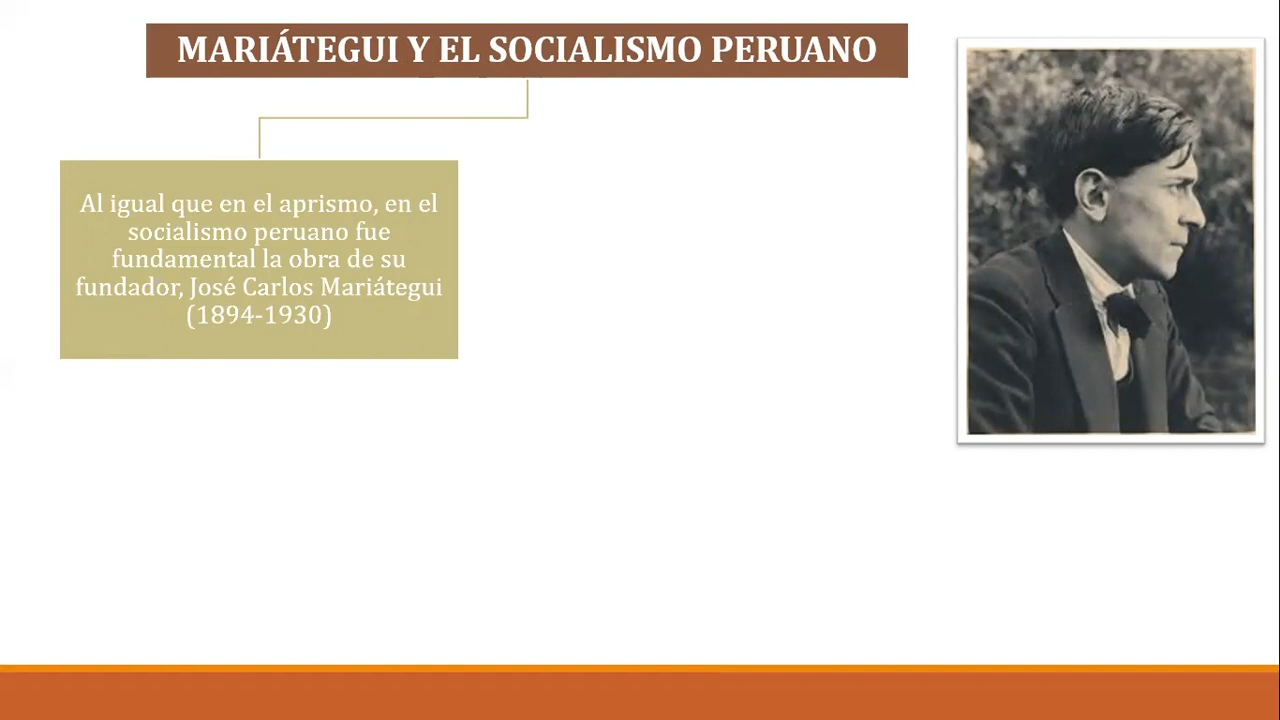 MARIÁTEGUI Y EL SOCIALISMO PERUANO
Al igual que en el aprismo, en el
socialismo peruano fue
fundamental la obra de su
fundador, José Carlos Mariátegui
(1894-1930)